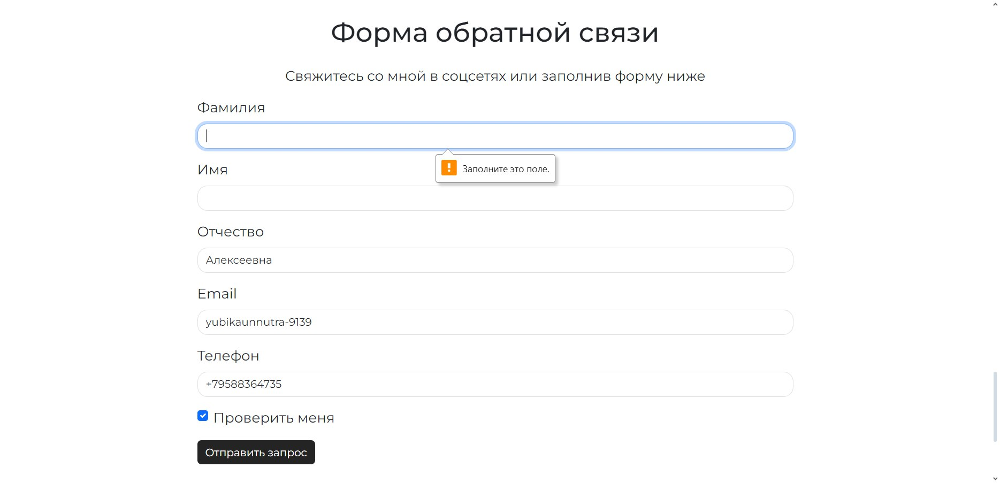 Форма обратной связи
Свяжитесь со мной в соцсетях или заполнив форму ниже
Фамилия
Заполните это поле.
Имя
Отчество
Алексеевна
Email
yubikaunnutra-9139
Телефон
+79588364735
Проверить меня
Отправить запрос